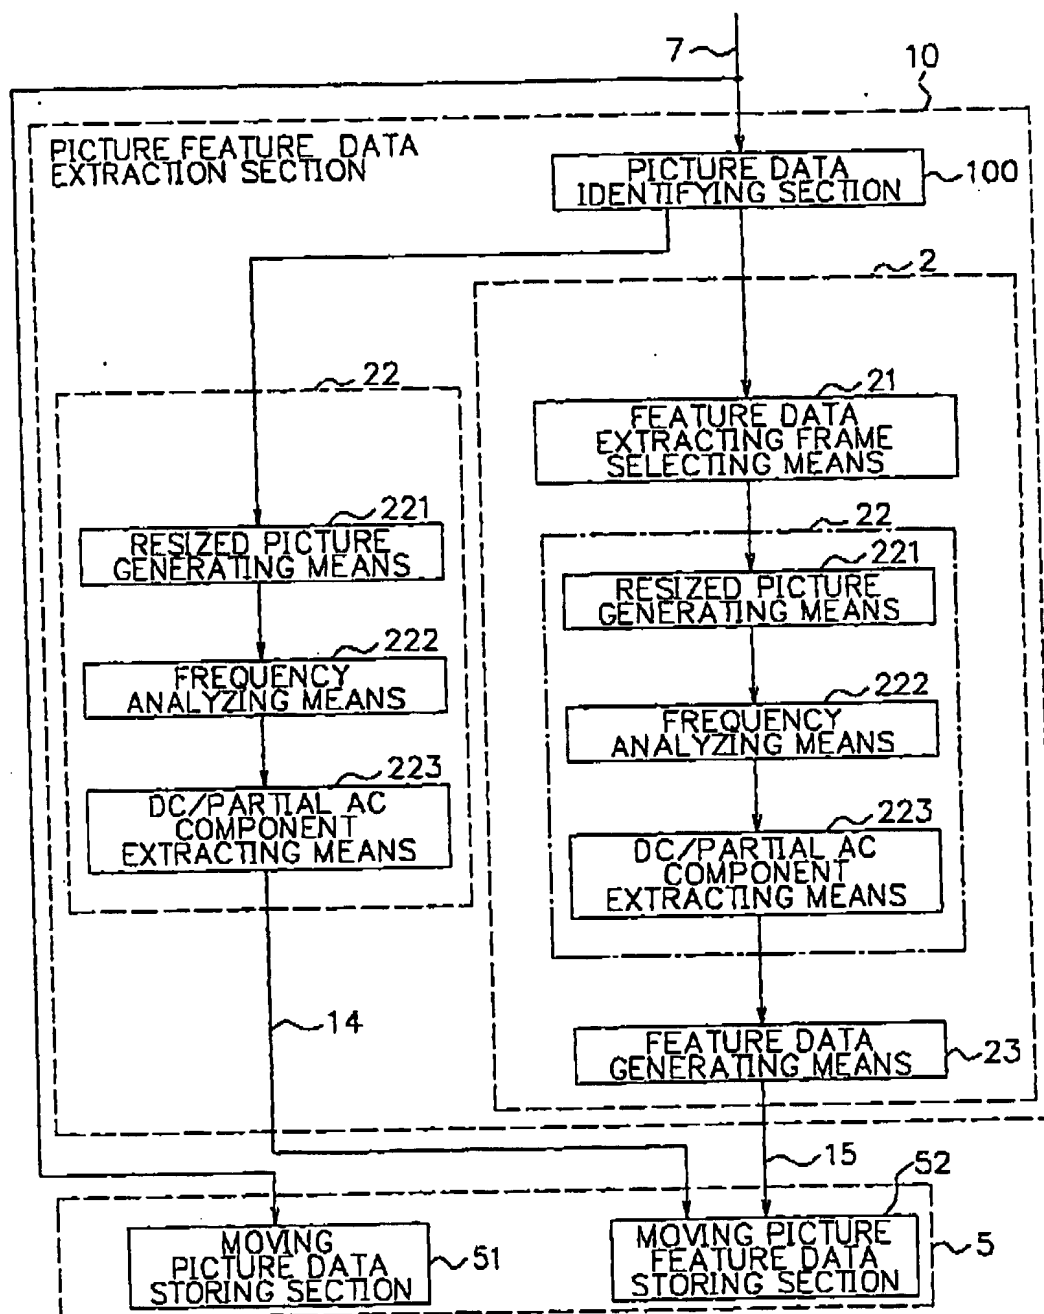 7
10
PICTURE FEATURE DATA
EXTRACTION SECTION
PICTURE DATA
IDENTIFYING SECTION
100
2
22
21
FEATURE DATA
EXTRACTING FRAME
SELECTING MEANS
221
RESIZED PICTURE
GENERATING MEANS
22
221
RESIZED PICTURE
GENERATING MEANS
222
FREQUENCY
ANALYZING MEANS
222
FREQUENCY
ANALYZING MEANS
223
DC/PARTIAL AC
COMPONENT
EXTRACTING MEANS
223
DC/PARTIAL AC
COMPONENT
EXTRACTING MEANS
14
FEATURE DATA
GENERATING MEANS
23
15
52
MOVING
PICTURE DATA
STORING SECTION
51
MOVING PICTURE
FEATURE DATA
STORING SECTION
5